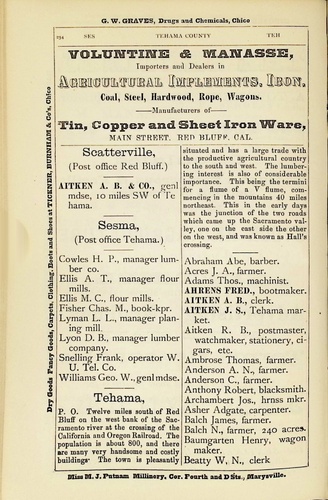 G. W. GRAVES, Drugs and Chemicals, Chico
294 SES TEHAMA COUNTY TEH
VOLUNTINE & MANASSE,
Importers and Dealers in
AGRICULTURAL IMPLEMENTS, IRON,
Coal, Steel, Hardwood, Rope, Wagons.
—Manufacturers of—
Tin, Copper and Sheet Iron Ware,
MAIN STREET, RED BLUFF, CAL.
Scatterville,
(Post office Red Bluff.)
AITKEN A. B. & CO., genl
mdse, 10 miles SW of Te
hama.
Sesma,
(Post office Tehama.)
Cowles H. P., manager lum-
ber co.
Ellis A. T., manager flour
mills.
Ellis M. C., flour mills.
Fisher Chas. M., book-kpr.
Lyman L. L., manager plan-
ing mill
Lyon D. B., manager lumber
company.
Snelling Frank, operator W.
U. Tel. Co.
Williams Geo. W., genl mdse.
Tehama,
P. O. Twelve miles south of Red
Bluff on the west bank of the Sac-
ramento river at the crossing of the
California and Oregon Railroad. The
population is about 800, and there
are many very handsome and costly
buildings. The town is pleasantly
situated and has a large trade with
the productive agricultural country
to the south and west. The lumber-
ing interest is also of considerable
importance. This being the termini
for a flume of a V flume, com-
mencing in the mountains 40 miles
northeast. This in the early days
was the junction of the two roads
which came up the Sacramento val-
ley, one on the east side the other
on the west, and was known as Hall's
crossing.
Abraham Abe, barber.
Acres J. A., farmer.
Adams Thos., machinist.
AHRENS FRED., bootmaker.
AITKEN A. B., clerk.
AITKEN J. S., Tehama mar-
ket.
Aitken R. B., postmaster,
watchmaker, stationery, ci-
gars, etc.
Ambrose Thomas, farmer.
Anderson A. N., farmer.
Anderson C., farmer.
Anthony Robert, blacksmith.
Archambert Jos., hrnss mkr.
Asher Adgate, carpenter.
Balch James, farmer.
Balch N., farmer, 240 acres.
Baumgarten Henry, wagon
maker.
Beatty W. N., clerk
Dry Goods Fancy Goods, Carpets, Clothing, Boots and Shoes at TICKNER, BURNHAM & Co's, Chico
Miss M. J. Putnam Millinery, Cor. Fourth and D Sts., Marysville.